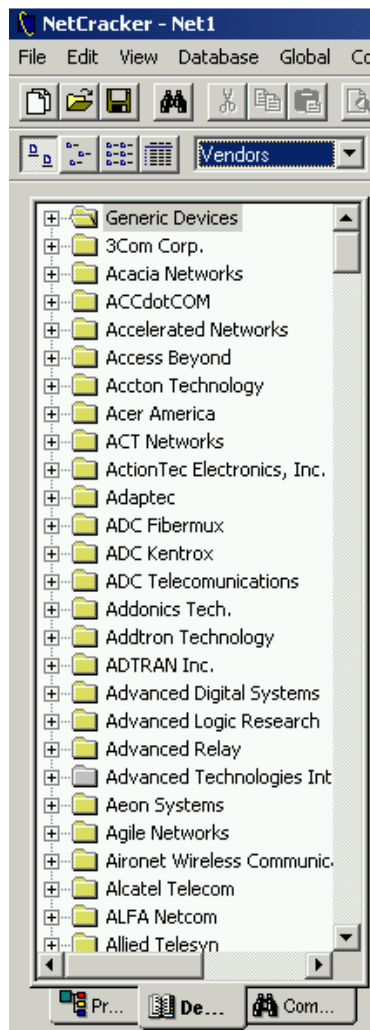 NetCracker - Net1
File Edit View Database Global Co
Vendors
Generic Devices
3Com Corp.
Acacia Networks
ACCdotCOM
Accelerated Networks
Access Beyond
Accton Technology
Acer America
ACT Networks
ActionTec Electronics, Inc.
Adaptec
ADC Fibermux
ADC Kentrox
ADC Telecomunications
Addonics Tech.
Addtron Technology
ADTRAN Inc.
Advanced Digital Systems
Advanced Logic Research
Advanced Relay
Advanced Technologies Int
Aeon Systems
Agile Networks
Aironet Wireless Communic
Alcatel Telecom
ALFA Netcom
Allied Telesyn
Pr... De... Com...